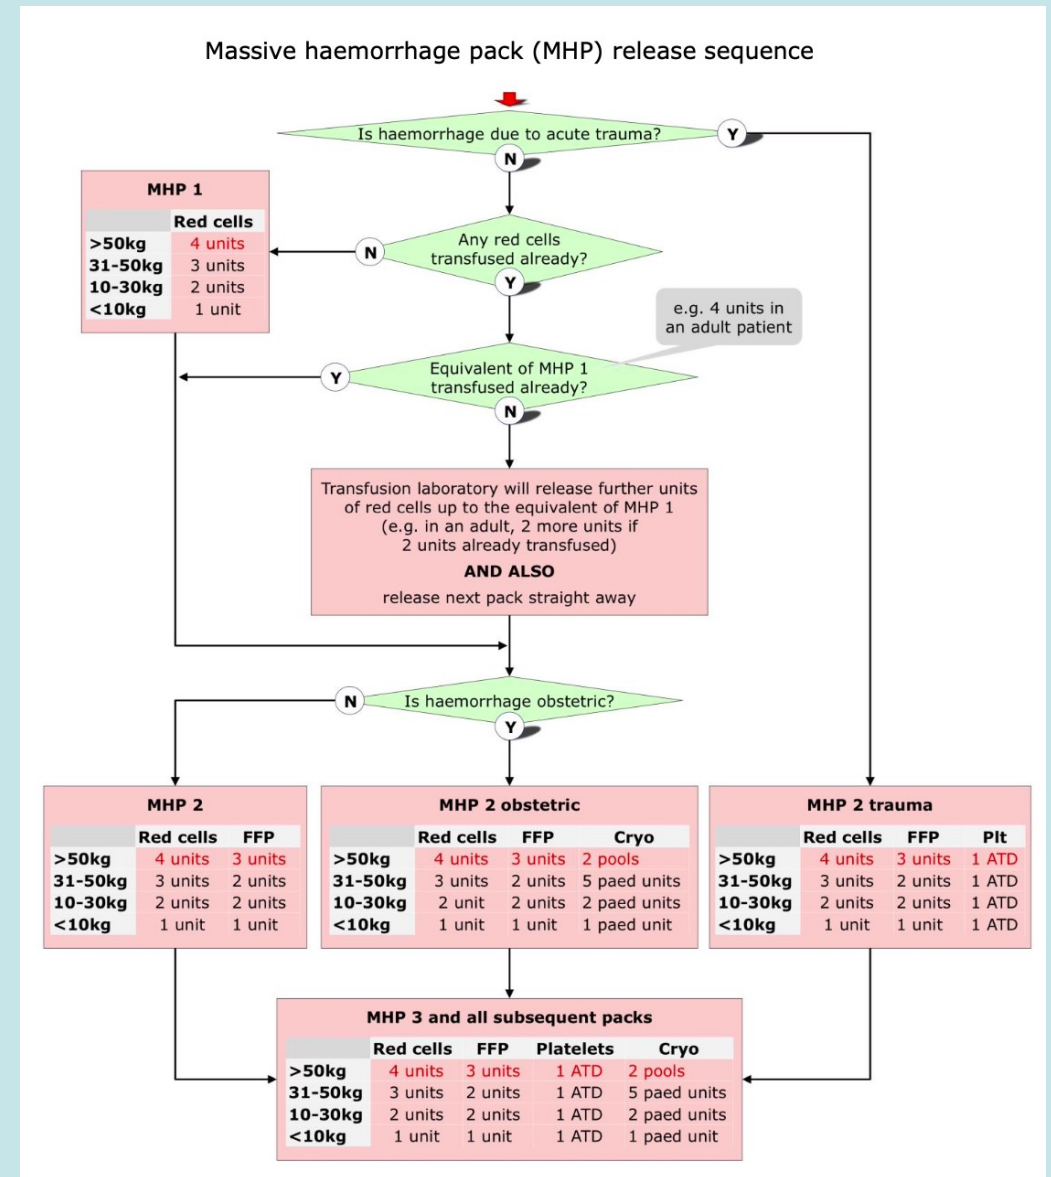 Massive haemorrhage pack (MHP) release sequence
Is haemorrhage due to acute trauma?
Y
N
MHP 1
Red cells
>50kg 4 units
31-50kg 3 units
10-30kg 2 units
<10kg 1 unit
Any red cells
transfused already?
N
Y
e.g. 4 units in
an adult patient
Equivalent of MHP 1
transfused already?
Y
N
Transfusion laboratory will release further units
of red cells up to the equivalent of MHP 1
(e.g. in an adult, 2 more units if
2 units already transfused)
AND ALSO
release next pack straight away
Is haemorrhage obstetric?
N
Y
MHP 2
Red cells FFP
>50kg 4 units 3 units
31-50kg 3 units 2 units
10-30kg 2 units 2 units
<10kg 1 unit 1 unit
MHP 2 obstetric
Red cells FFP Cryo
>50kg 4 units 3 units 2 pools
31-50kg 3 units 2 units 5 paed units
10-30kg 2 unit 2 units 2 paed units
<10kg 1 unit 1 unit 1 paed unit
MHP 2 trauma
Red cells FFP Plt
>50kg 4 units 3 units 1 ATD
31-50kg 3 units 2 units 1 ATD
10-30kg 2 units 2 units 1 ATD
<10kg 1 unit 1 unit 1 ATD
MHP 3 and all subsequent packs
Red cells FFP Platelets Cryo
>50kg 4 units 3 units 1 ATD 2 pools
31-50kg 3 units 2 units 1 ATD 5 paed units
10-30kg 2 units 2 units 1 ATD 2 paed units
<10kg 1 unit 1 unit 1 ATD 1 paed unit